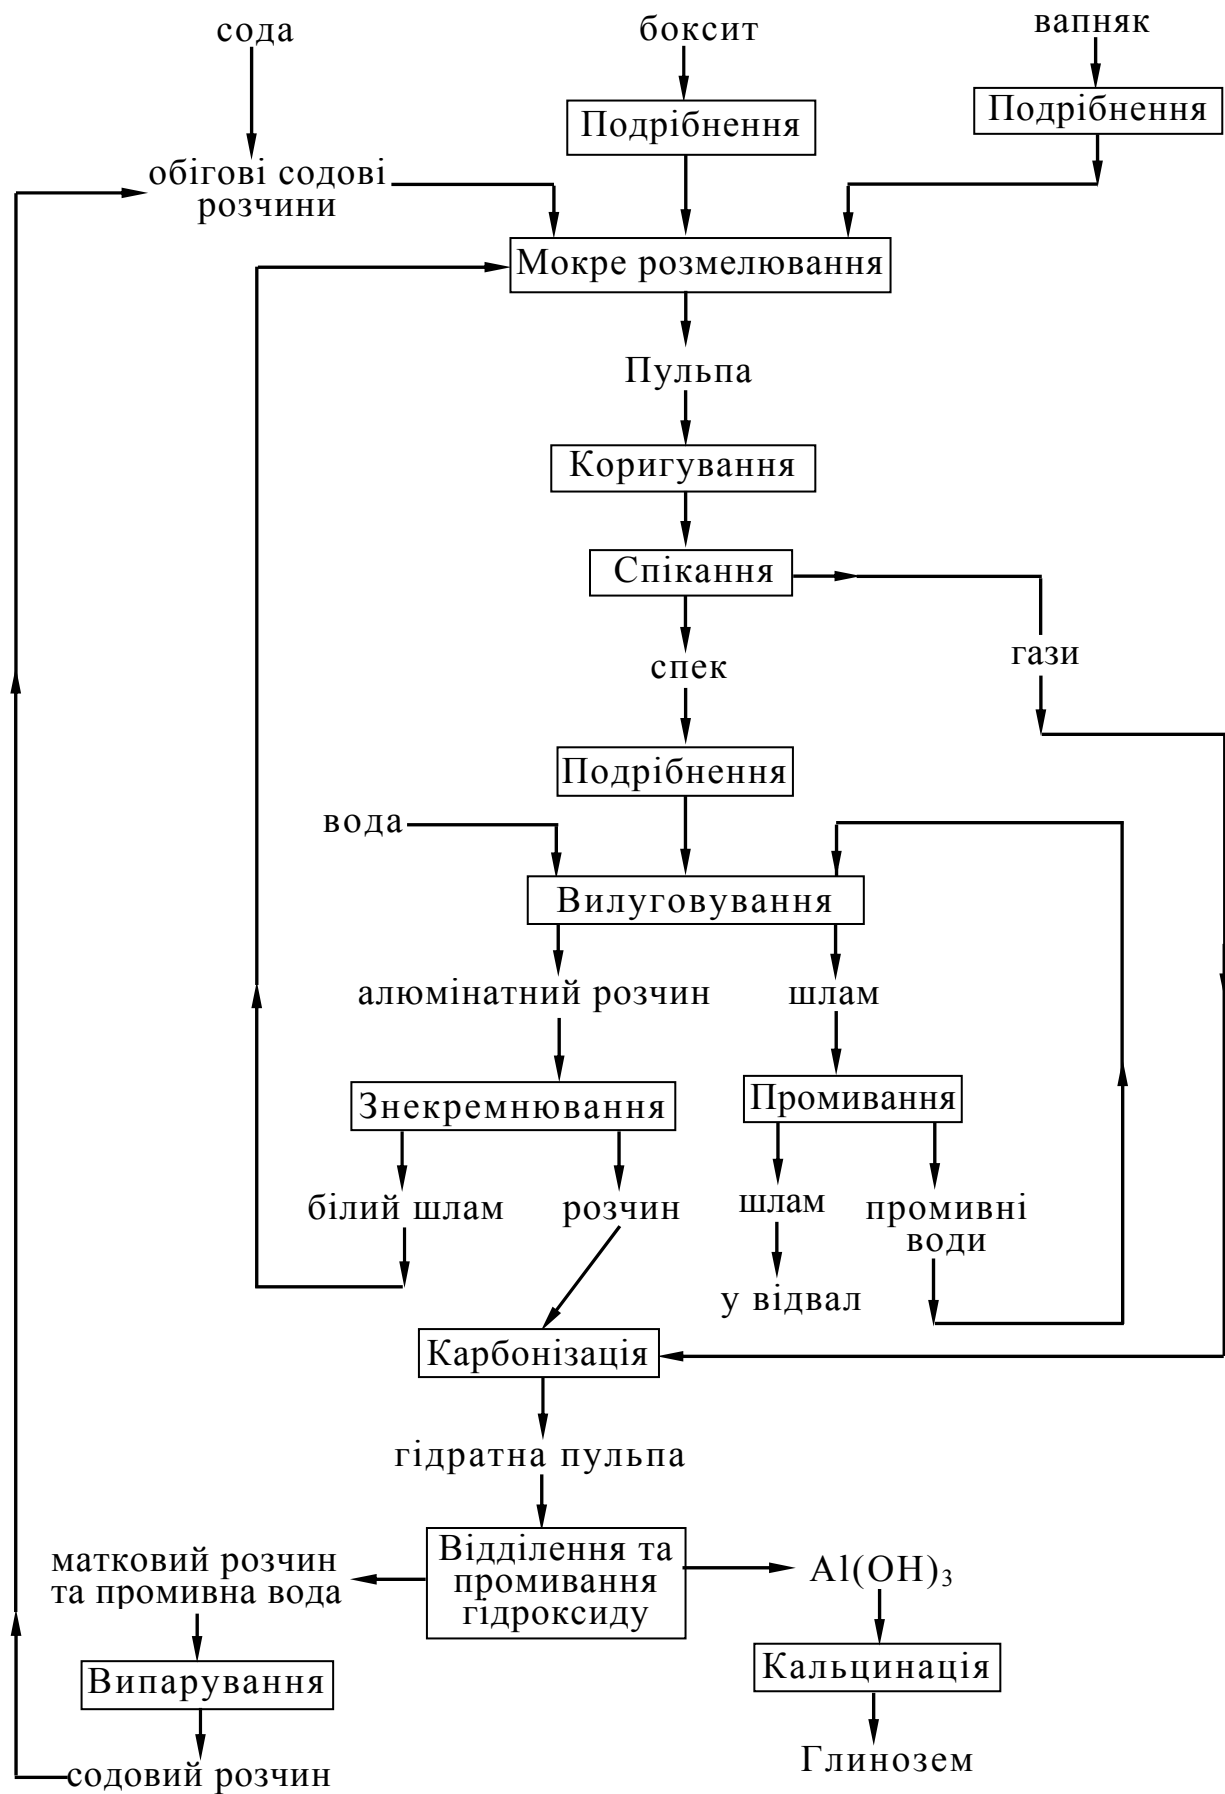 сода
боксит
вапняк
Подрібнення
Подрібнення
обігові содові
розчини
Мокре розмелювання
Пульпа
Коригування
Спікання
гази
спек
Подрібнення
вода
Вилуговування
алюмінатний розчин
шлам
Знекремнювання
Промивання
білий шлам
розчин
шлам
промивні
води
у відвал
Карбонізація
гідратна пульпа
Відділення та
промивання
гідроксиду
матковий розчин
та промивна вода
Al(OH)₃
Випарування
Кальцинація
содовий розчин
Глинозем